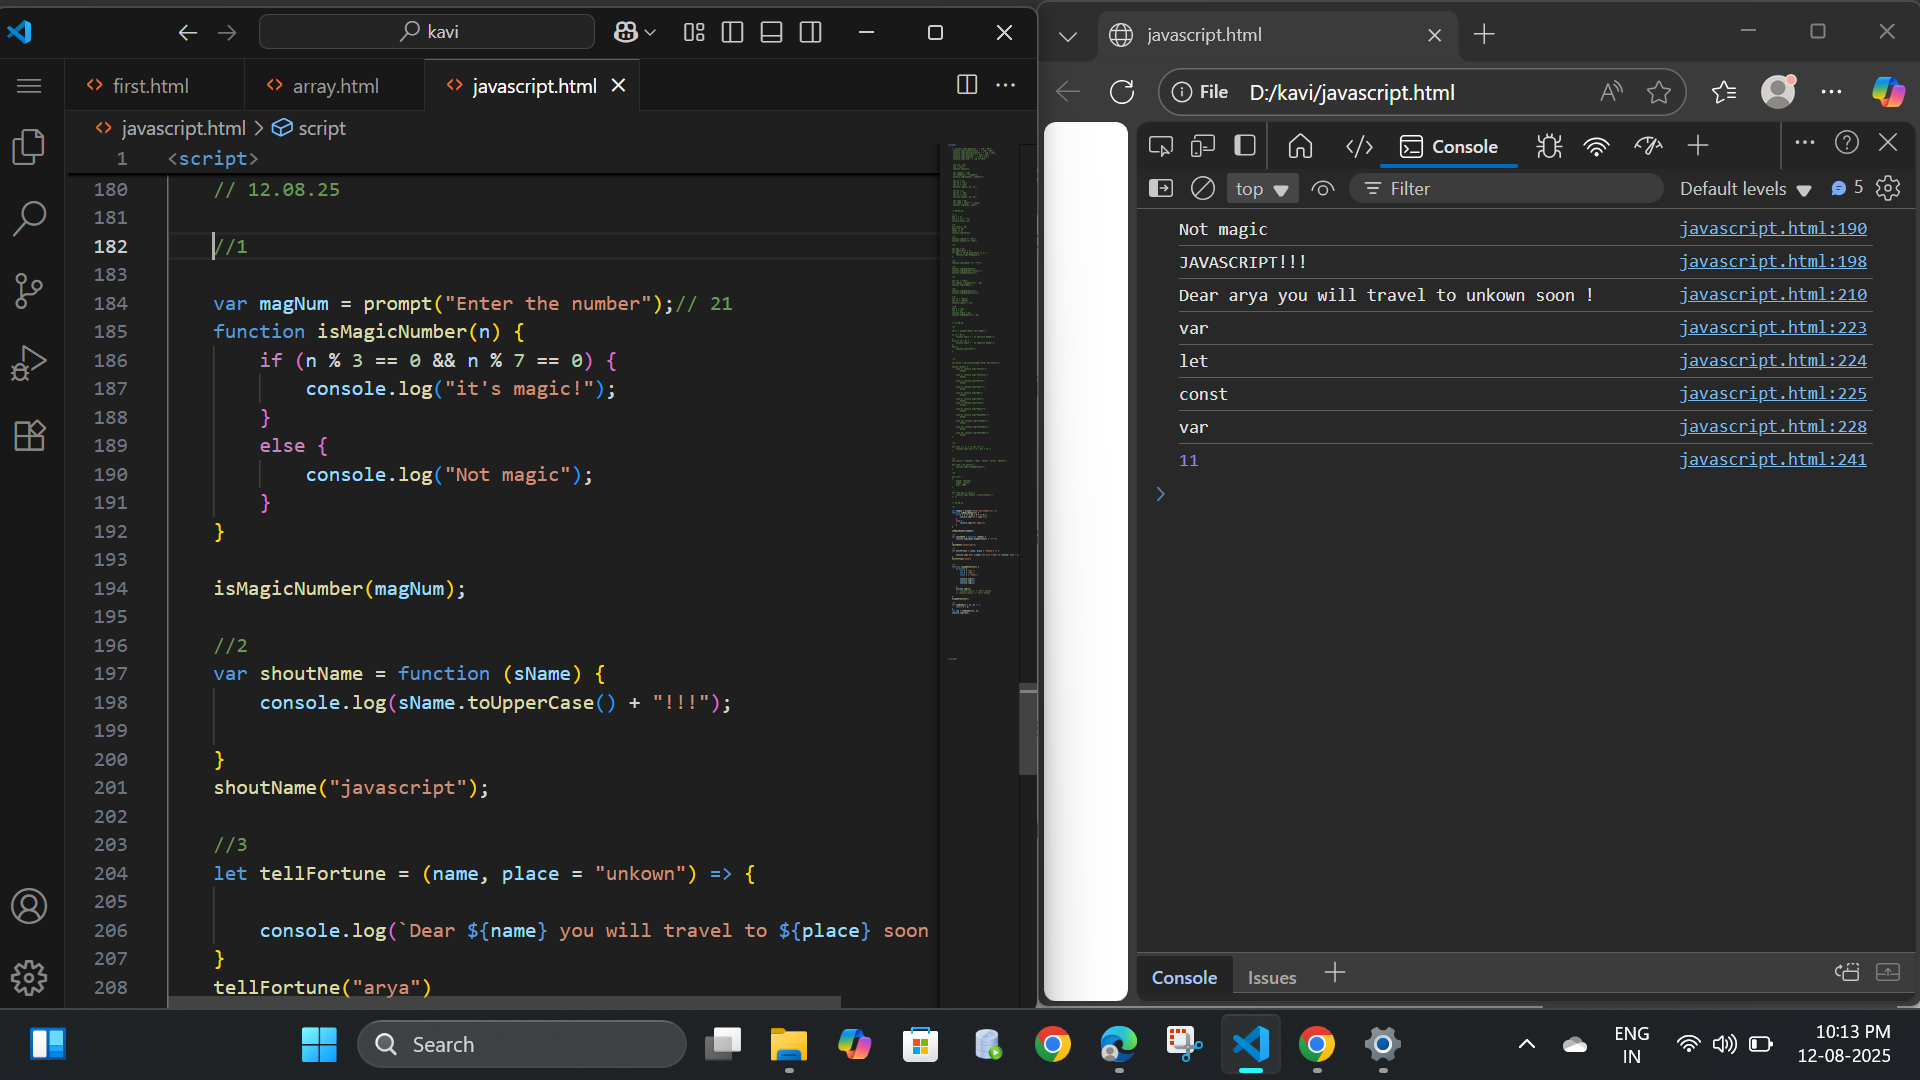 kavi
first.html
array.html
javascript.html
javascript.html > script
1 <script>
180 // 12.08.25
181
182 //1
183
184 var magNum = prompt("Enter the number");// 21
185 function isMagicNumber(n) {
186 if (n % 3 == 0 && n % 7 == 0) {
187 console.log("it's magic!");
188 }
189 else {
190 console.log("Not magic");
191 }
192 }
193
194 isMagicNumber(magNum);
195
196 //2
197 var shoutName = function (sName) {
198 console.log(sName.toUpperCase() + "!!!");
199
200 }
201 shoutName("javascript");
202
203 //3
204 let tellFortune = (name, place = "unkown") => {
205
206 console.log(`Dear ${name} you will travel to ${place} soon
207 }
208 tellFortune("arya")
javascript.html
File D:/kavi/javascript.html
Console
top Filter Default levels 5
Not magic javascript.html:190
JAVASCRIPT!!! javascript.html:198
Dear arya you will travel to unkown soon ! javascript.html:210
var javascript.html:223
let javascript.html:224
const javascript.html:225
var javascript.html:228
11 javascript.html:241
Console Issues
Search
ENG
IN
10:13 PM
12-08-2025